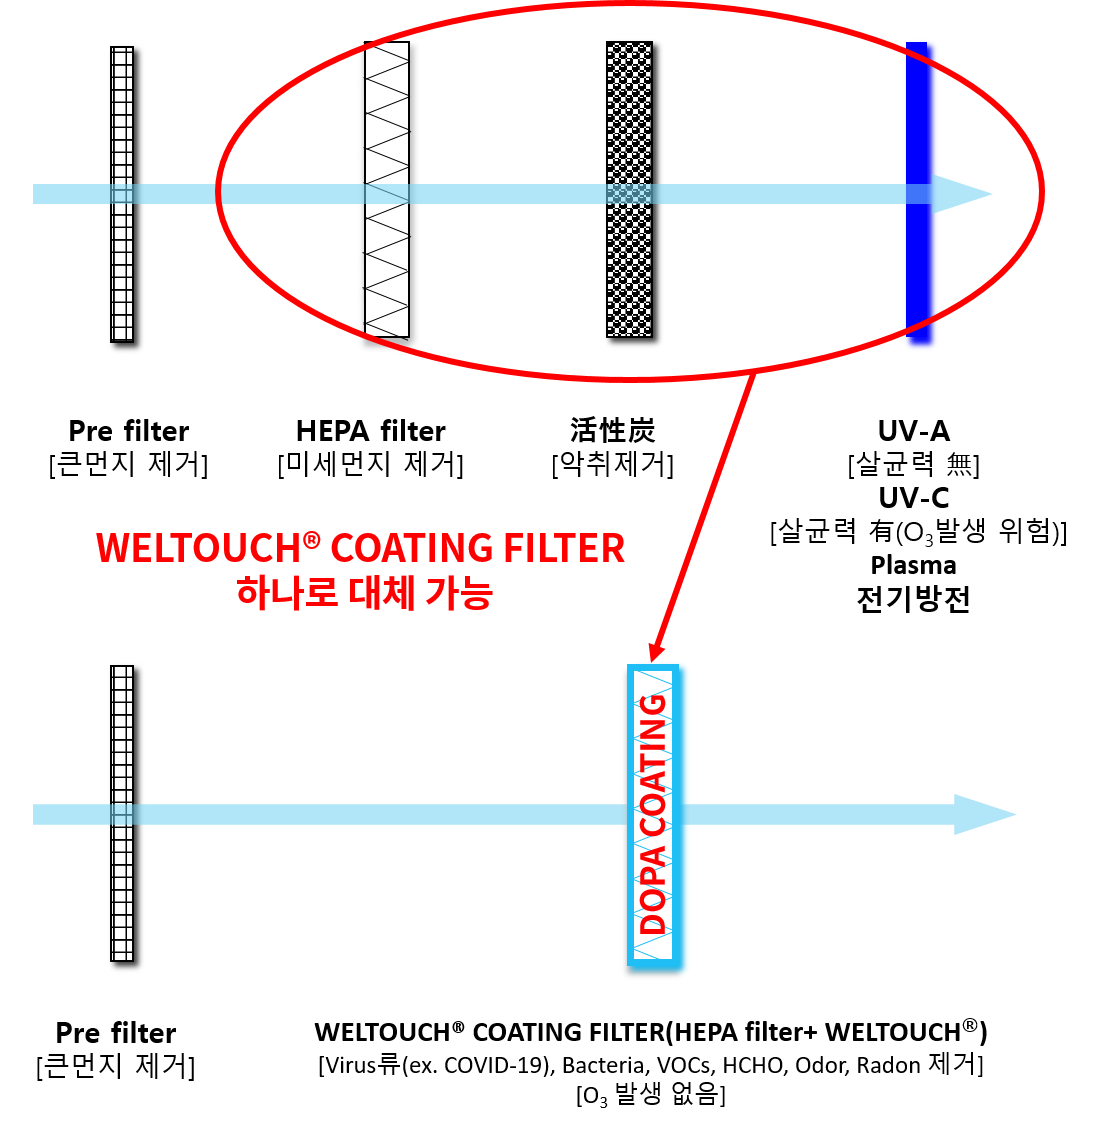 Pre filter
[큰먼지 제거]
HEPA filter
[미세먼지 제거]
活性炭
[악취제거]
UV-A
[살균력 無]
UV-C
[살균력 有(O₃발생 위험)]
Plasma
전기방전
WELTOUCH® COATING FILTER
하나로 대체 가능
DOPA COATING
Pre filter
[큰먼지 제거]
WELTOUCH® COATING FILTER(HEPA filter+ WELTOUCH®)
[Virus류(ex. COVID-19), Bacteria, VOCs, HCHO, Odor, Radon 제거]
[O₃ 발생 없음]